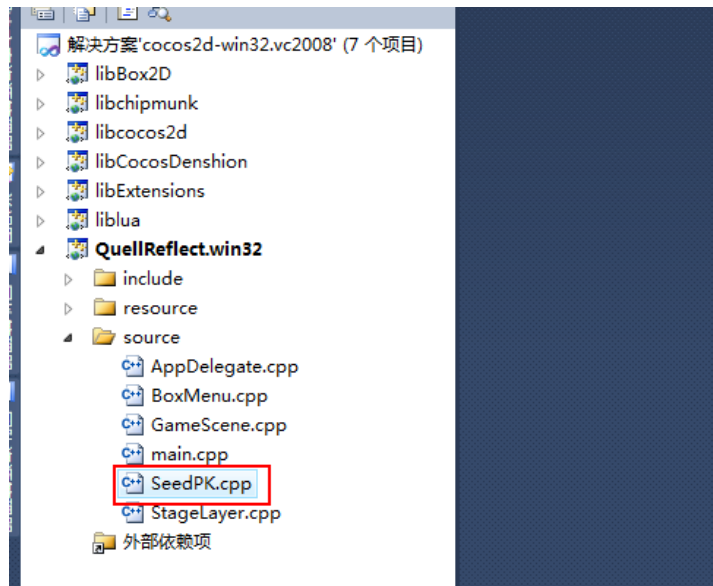 解决方案'cocos2d-win32.vc2008' (7 个项目)
libBox2D
libchipmunk
libcocos2d
libCocosDenshion
libExtensions
liblua
QuellReflect.win32
include
resource
source
AppDelegate.cpp
BoxMenu.cpp
GameScene.cpp
main.cpp
SeedPK.cpp
StageLayer.cpp
外部依赖项